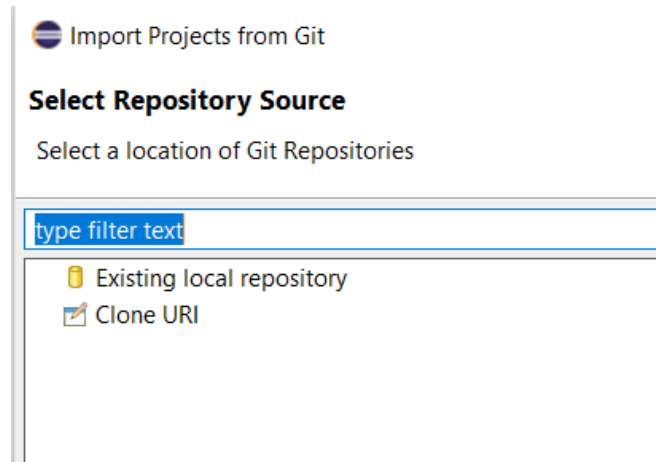 Import Projects from Git
Select Repository Source
Select a location of Git Repositories
type filter text
Existing local repository
Clone URI